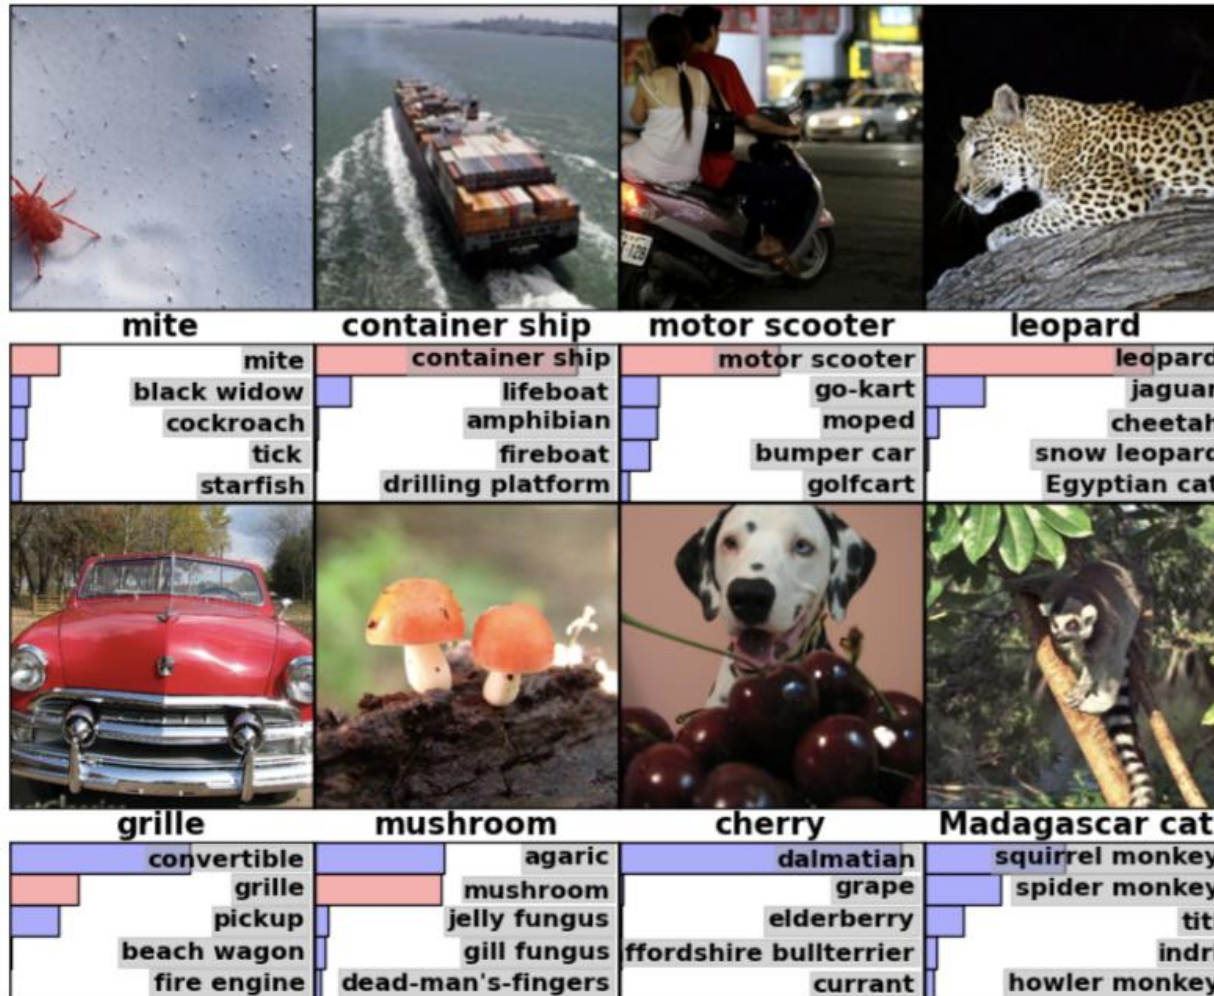 mite
container ship
motor scooter
leopard
mite
black widow
cockroach
tick
starfish
container ship
lifeboat
amphibian
fireboat
drilling platform
motor scooter
go-kart
moped
bumper car
golfcart
leopard
jaguar
cheetah
snow leopard
Egyptian cat
grille
mushroom
cherry
Madagascar cat
convertible
grille
pickup
beach wagon
fire engine
agaric
mushroom
jelly fungus
gill fungus
dead-man's-fingers
dalmatian
grape
elderberry
ffordshire bullterrier
currant
squirrel monkey
spider monkey
titi
indri
howler monkey